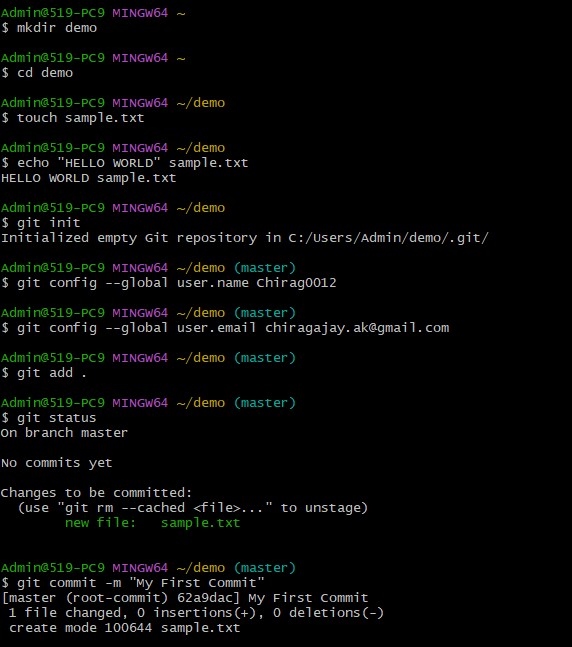 Admin@519-PC9 MINGW64 ~
$ mkdir demo
Admin@519-PC9 MINGW64 ~
$ cd demo
Admin@519-PC9 MINGW64 ~/demo
$ touch sample.txt
Admin@519-PC9 MINGW64 ~/demo
$ echo "HELLO WORLD" sample.txt
HELLO WORLD sample.txt
Admin@519-PC9 MINGW64 ~/demo
$ git init
Initialized empty Git repository in C:/Users/Admin/demo/.git/
Admin@519-PC9 MINGW64 ~/demo (master)
$ git config --global user.name Chirag0012
Admin@519-PC9 MINGW64 ~/demo (master)
$ git config --global user.email chiragajay.ak@gmail.com
Admin@519-PC9 MINGW64 ~/demo (master)
$ git add .
Admin@519-PC9 MINGW64 ~/demo (master)
$ git status
On branch master
No commits yet
Changes to be committed:
  (use "git rm --cached <file>..." to unstage)
        new file:   sample.txt
Admin@519-PC9 MINGW64 ~/demo (master)
$ git commit -m "My First Commit"
[master (root-commit) 62a9dac] My First Commit
 1 file changed, 0 insertions(+), 0 deletions(-)
 create mode 100644 sample.txt